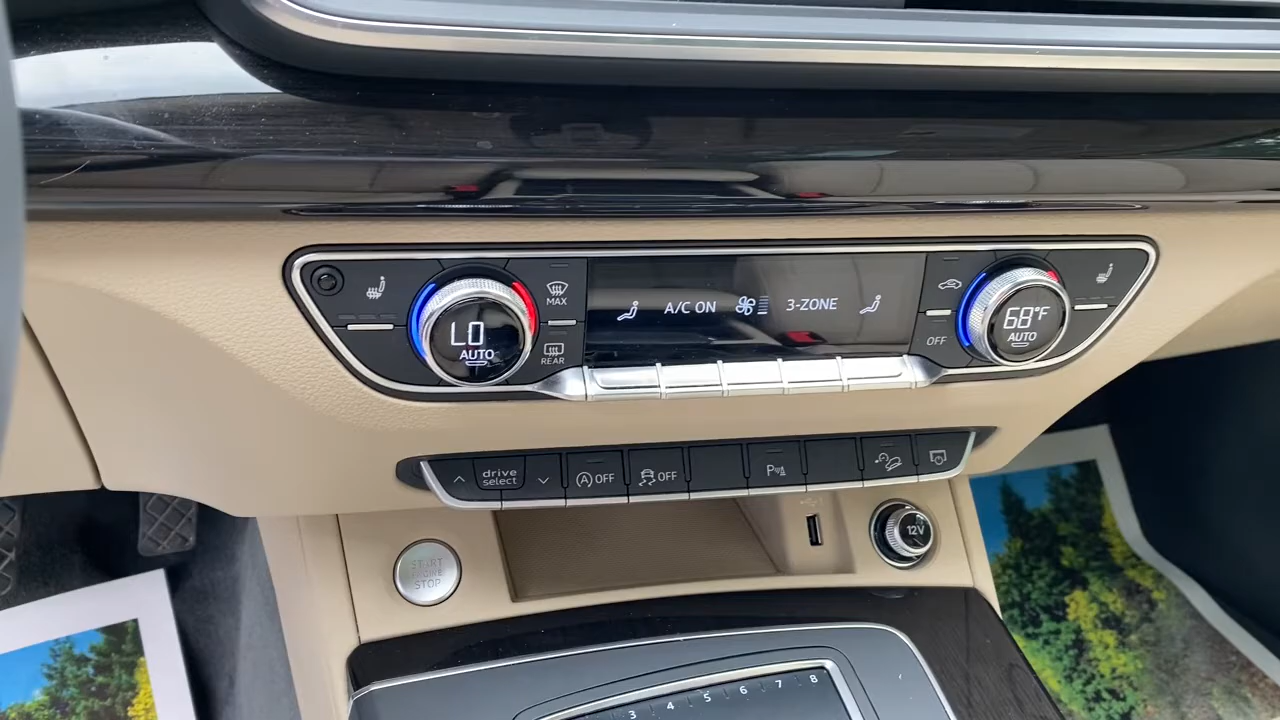 LO
AUTO
MAX
REAR
A/C ON
3-ZONE
OFF
68°F
AUTO
drive
select
A OFF
OFF
P
START
ENGINE
STOP
12V
3 4 5 6 7 8